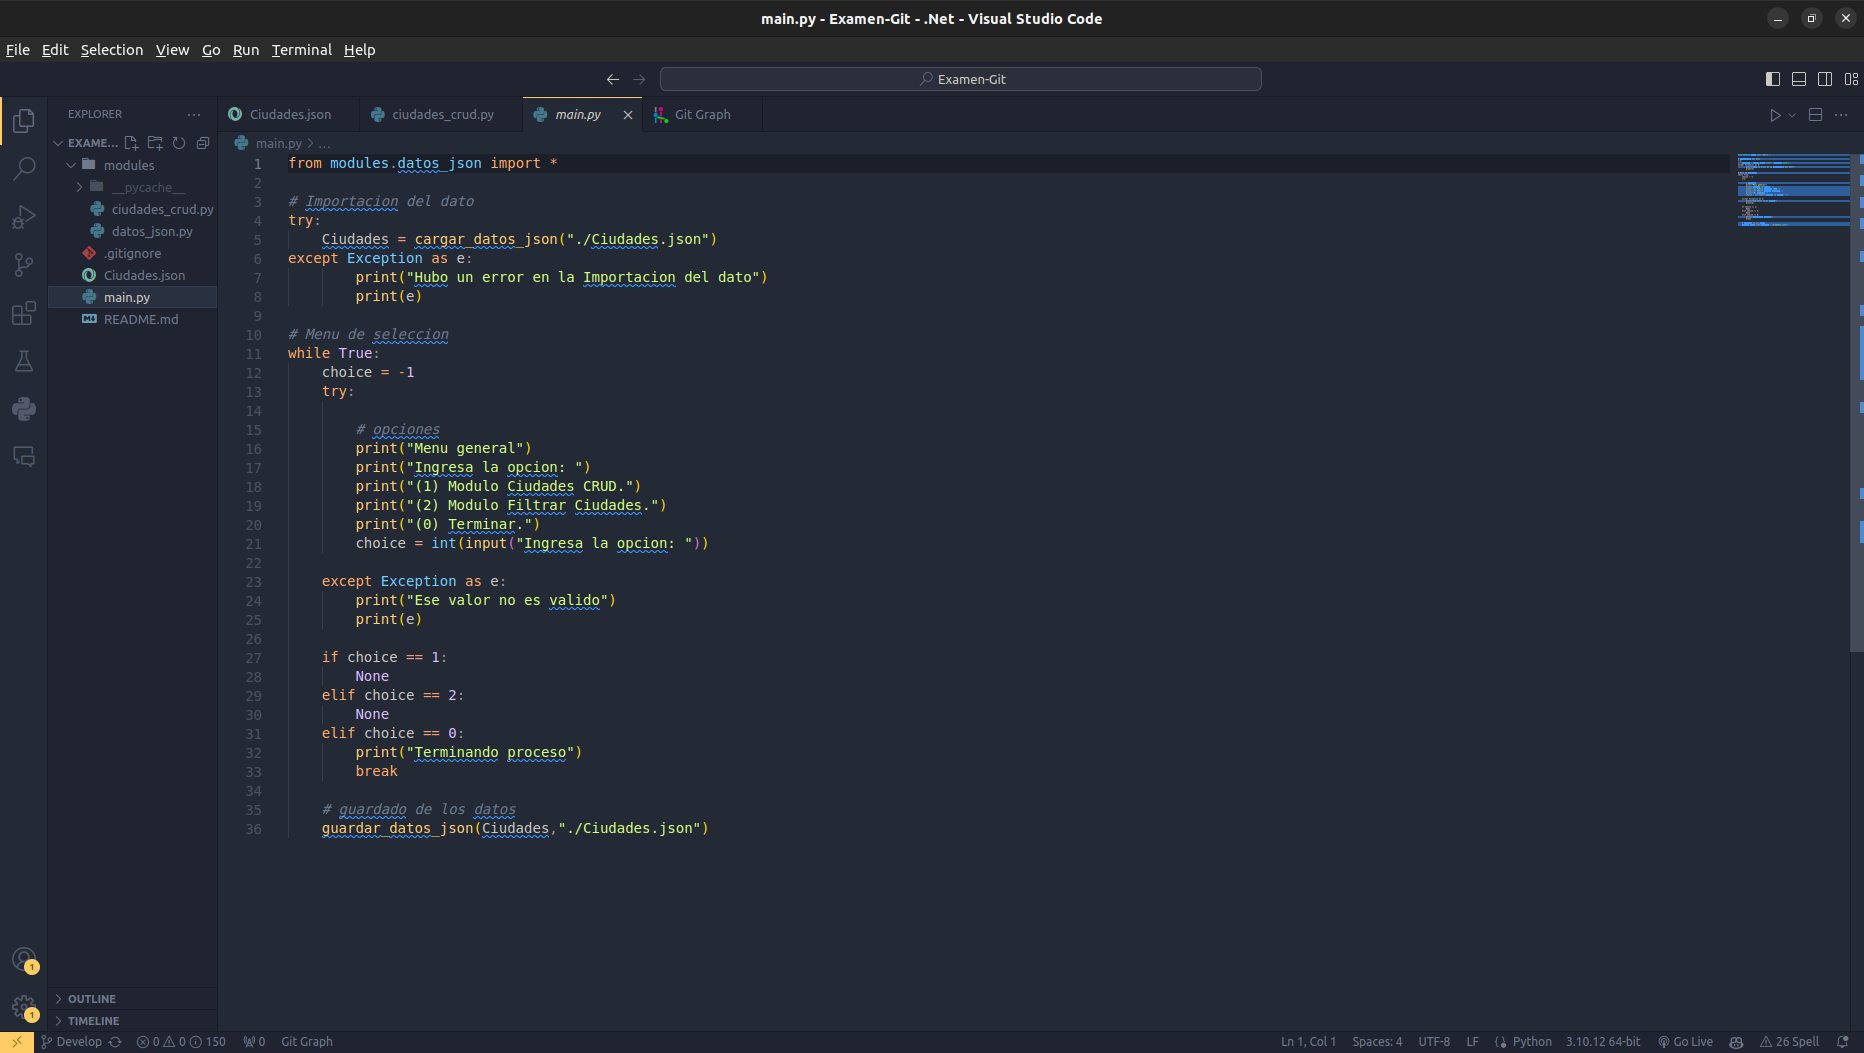 main.py - Examen-Git - .Net - Visual Studio Code
File Edit Selection View Go Run Terminal Help
Examen-Git
EXPLORER
Ciudades.json
ciudades_crud.py
main.py
Git Graph
EXAME...
modules
__pycache__
ciudades_crud.py
datos_json.py
.gitignore
Ciudades.json
main.py
README.md
main.py > ...
1 from modules.datos_json import *
2
3 # Importacion del dato
4 try:
5 Ciudades = cargar_datos_json("./Ciudades.json")
6 except Exception as e:
7 print("Hubo un error en la Importacion del dato")
8 print(e)
9
10 # Menu de seleccion
11 while True:
12 choice = -1
13 try:
14
15 # opciones
16 print("Menu general")
17 print("Ingresa la opcion: ")
18 print("(1) Modulo Ciudades CRUD.")
19 print("(2) Modulo Filtrar Ciudades.")
20 print("(0) Terminar.")
21 choice = int(input("Ingresa la opcion: "))
22
23 except Exception as e:
24 print("Ese valor no es valido")
25 print(e)
26
27 if choice == 1:
28 None
29 elif choice == 2:
30 None
31 elif choice == 0:
32 print("Terminando proceso")
33 break
34
35 # guardado de los datos
36 guardar_datos_json(Ciudades,"./Ciudades.json")
1
1
OUTLINE
TIMELINE
Develop 0 0 150 0 Git Graph
Ln 1, Col 1 Spaces: 4 UTF-8 LF Python 3.10.12 64-bit Go Live 26 Spell